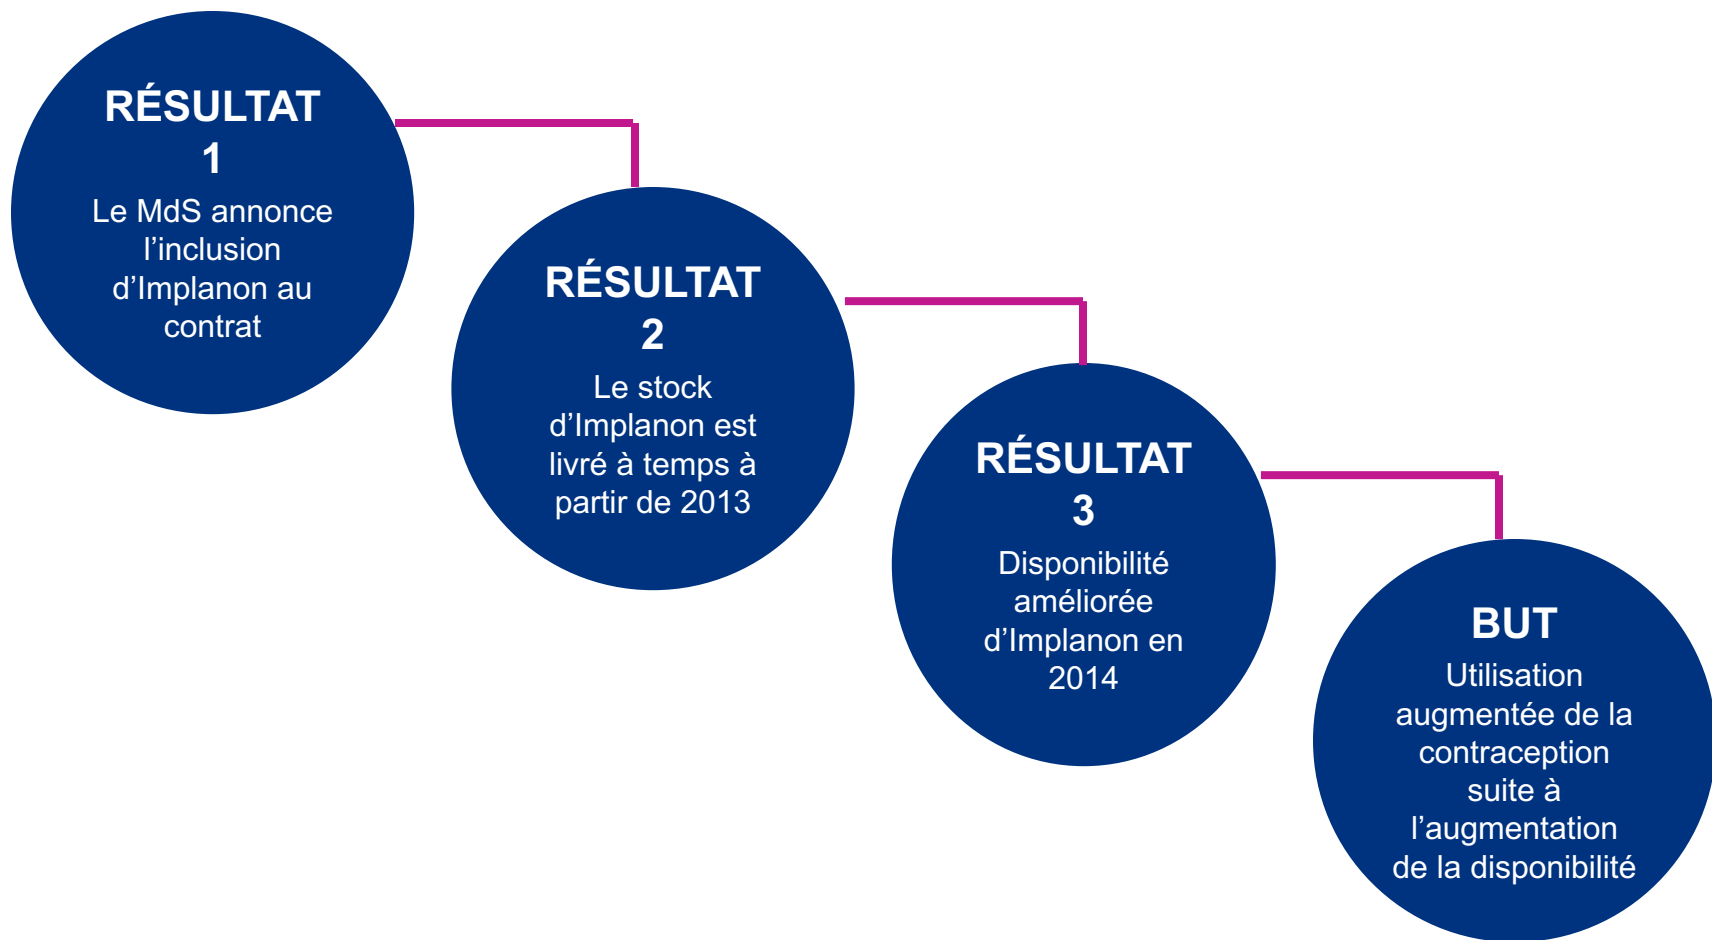 RÉSULTAT
1
Le MdS annonce
l’inclusion
d’Implanon au
contrat
RÉSULTAT
2
Le stock
d’Implanon est
livré à temps à
partir de 2013
RÉSULTAT
3
Disponibilité
améliorée
d’Implanon en
2014
BUT
Utilisation
augmentée de la
contraception
suite à
l’augmentation
de la disponibilité